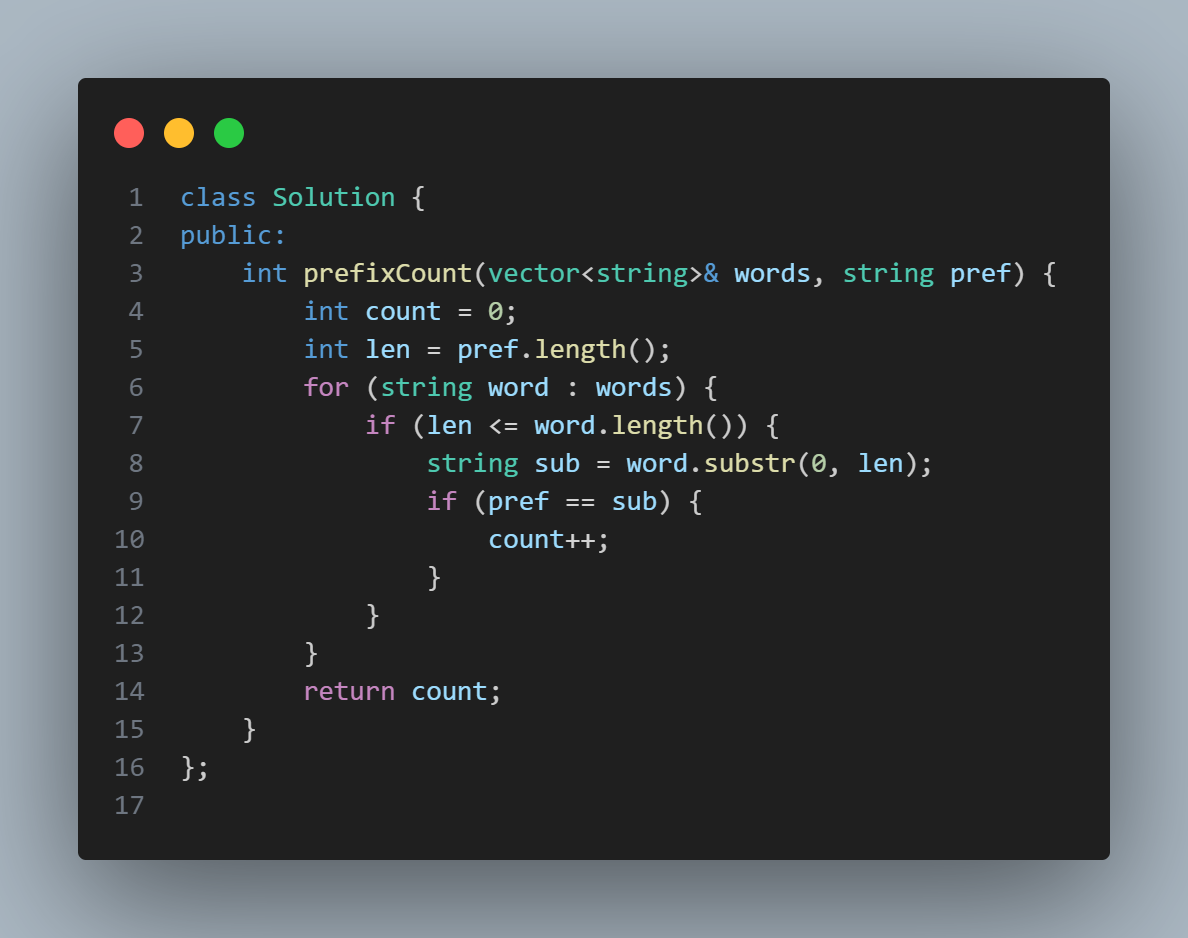 1 class Solution {
2 public:
3     int prefixCount(vector<string>& words, string pref) {
4         int count = 0;
5         int len = pref.length();
6         for (string word : words) {
7             if (len <= word.length()) {
8                 string sub = word.substr(0, len);
9                 if (pref == sub) {
10                     count++;
11                 }
12             }
13         }
14         return count;
15     }
16 };
17